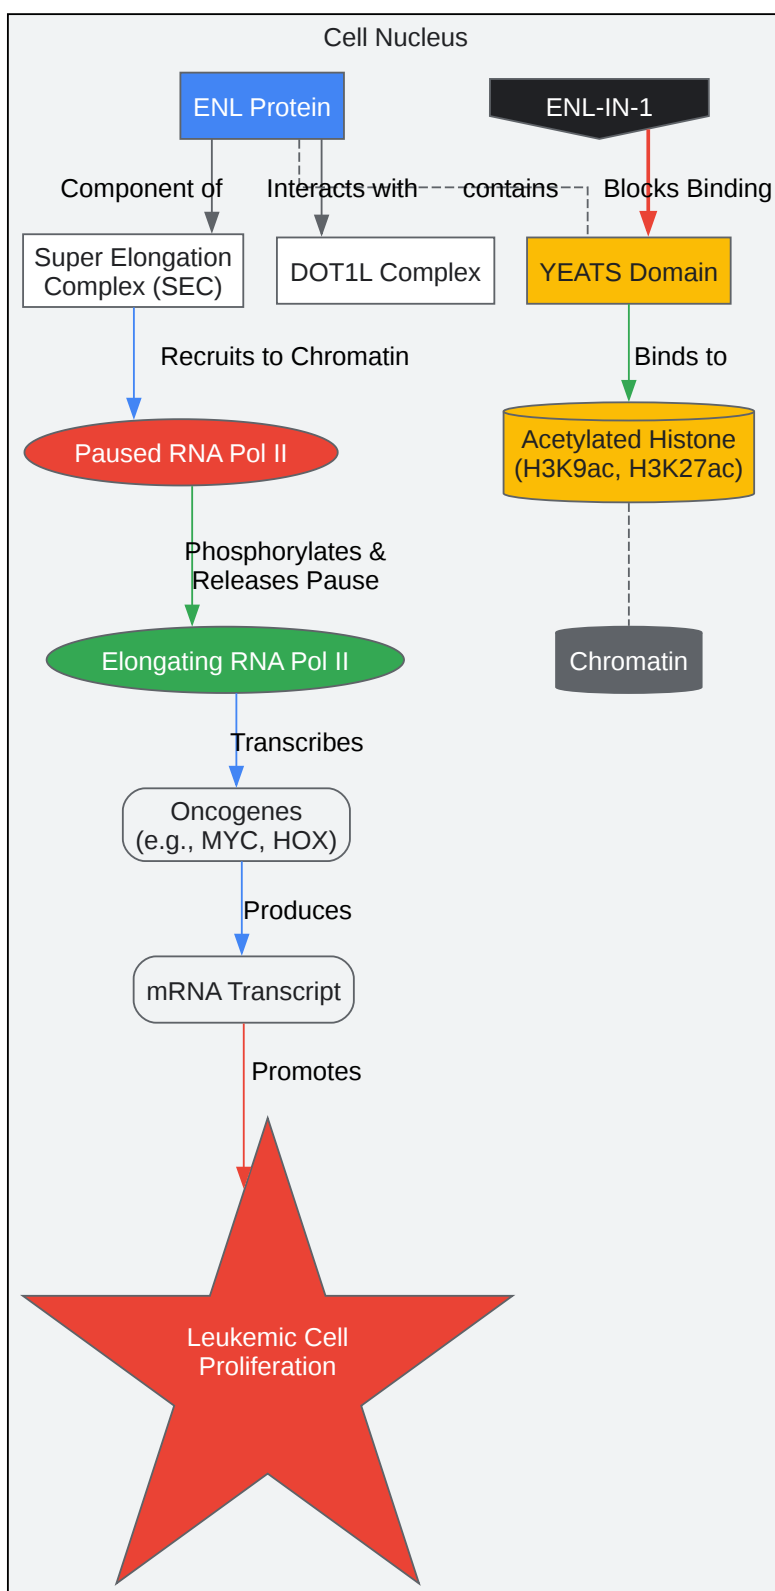 Cell Nucleus
ENL Protein
ENL-IN-1
Component of
Interacts with
contains
Blocks Binding
Super Elongation
Complex (SEC)
DOT1L Complex
YEATS Domain
Recruits to Chromatin
Binds to
Paused RNA Pol II
Acetylated Histone
(H3K9ac, H3K27ac)
Phosphorylates &
Releases Pause
Elongating RNA Pol II
Chromatin
Transcribes
Oncogenes
(e.g., MYC, HOX)
Produces
mRNA Transcript
Promotes
Leukemic Cell
Proliferation